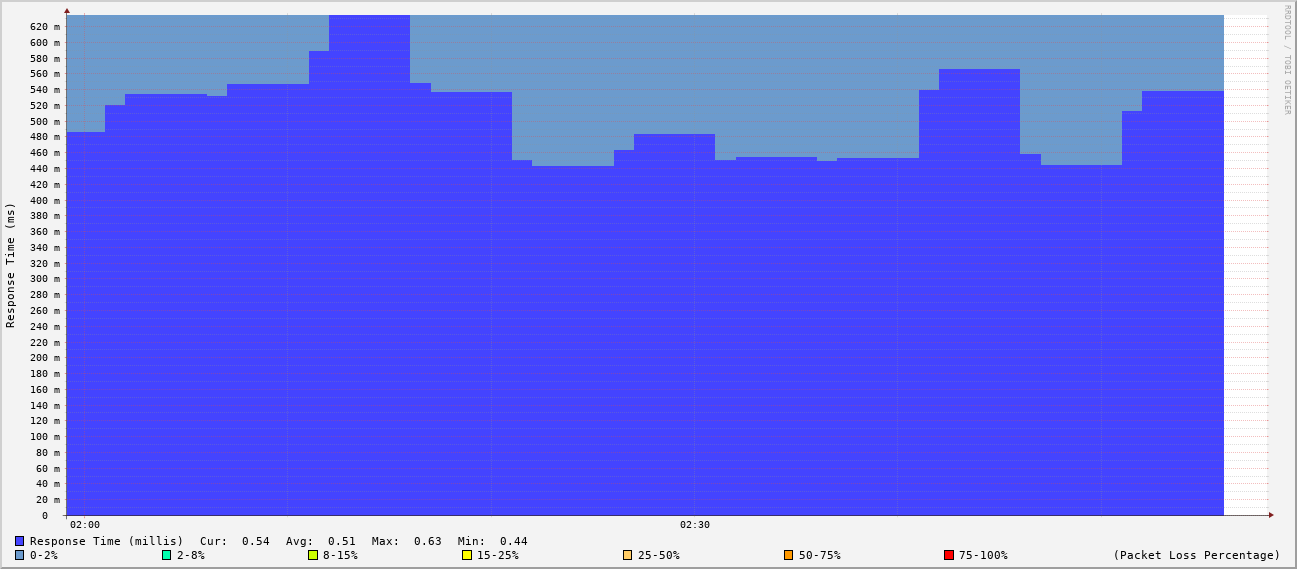 RRDTOOL / TOBI OETIKER
Response Time (ms)
620 m
600 m
580 m
560 m
540 m
520 m
500 m
480 m
460 m
440 m
420 m
400 m
380 m
360 m
340 m
320 m
300 m
280 m
260 m
240 m
220 m
200 m
180 m
160 m
140 m
120 m
100 m
80 m
60 m
40 m
20 m
0
02:00 02:30
Response Time (millis) Cur: 0.54 Avg: 0.51 Max: 0.63 Min: 0.44
0-2% 2-8% 8-15% 15-25% 25-50% 50-75% 75-100% (Packet Loss Percentage)